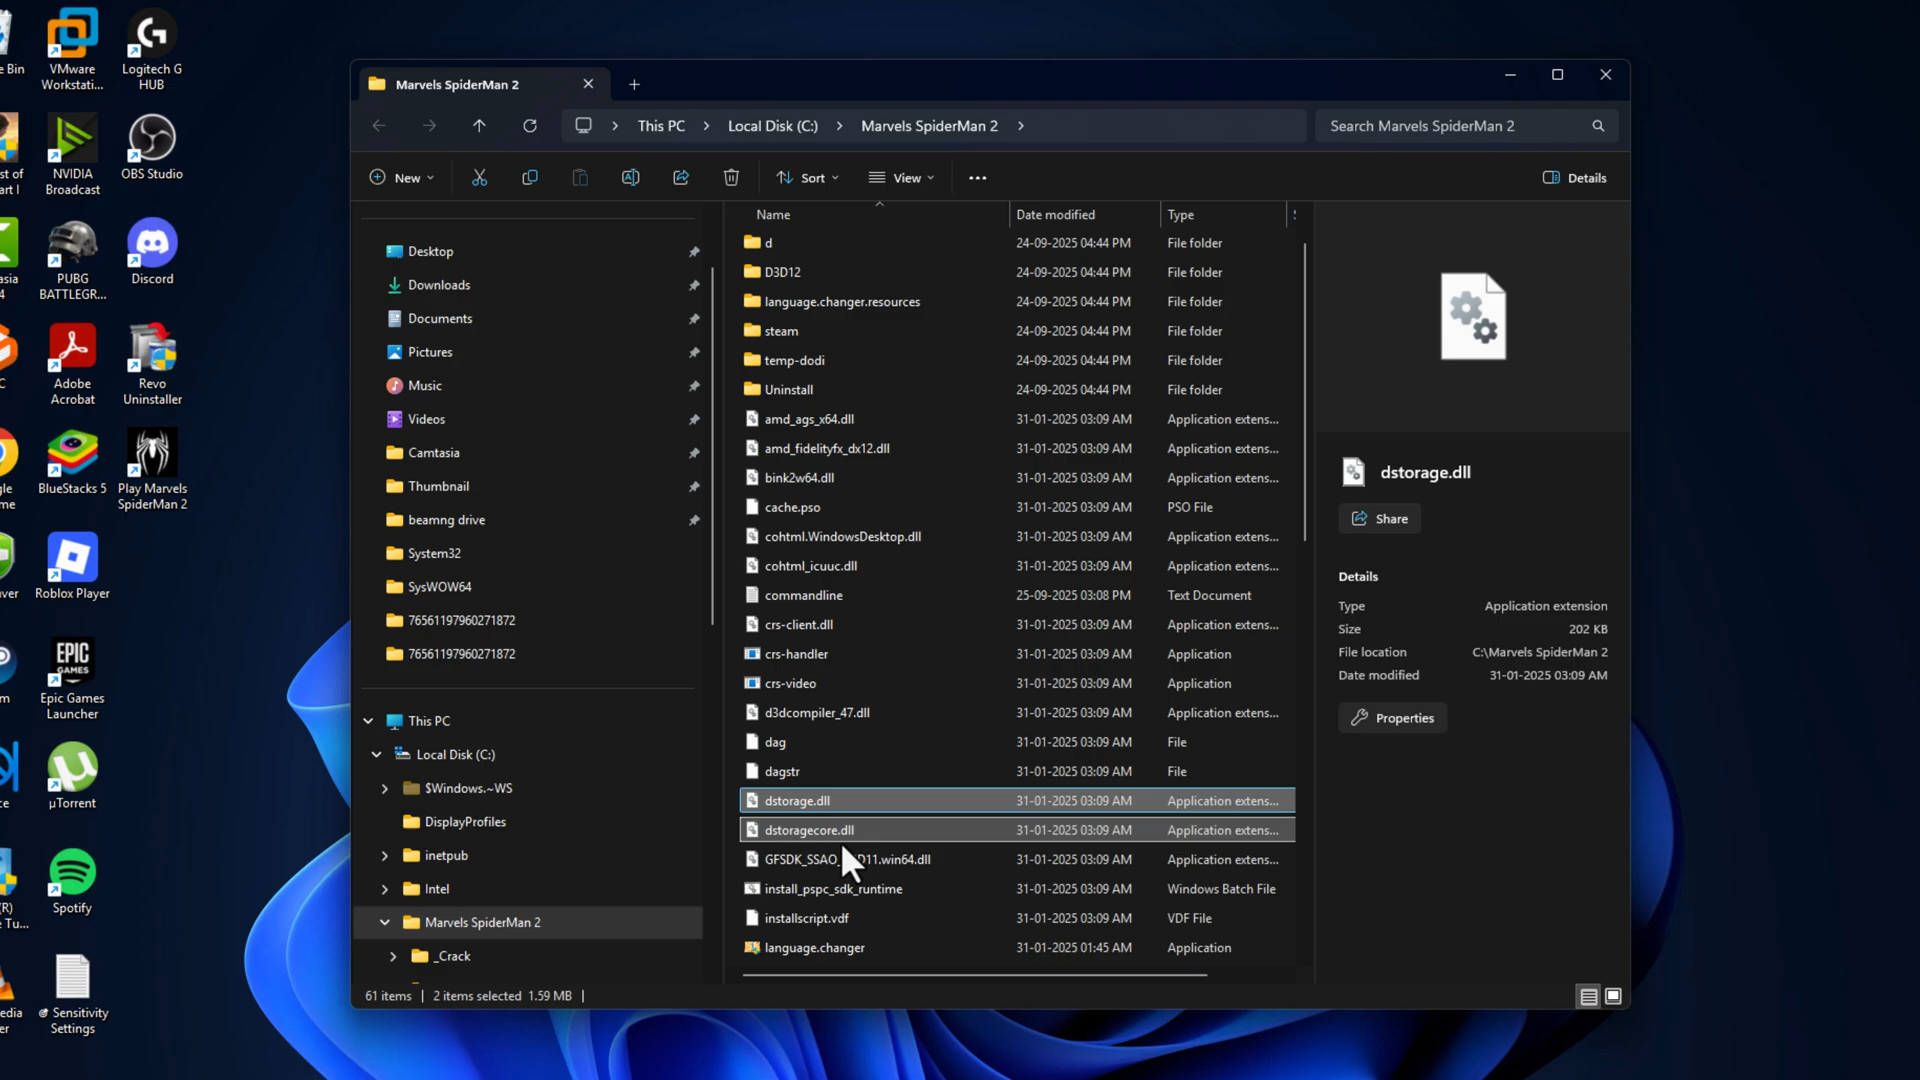 e Bin
VMware
Workstati...
Logitech G
HUB
st of
art I
NVIDIA
Broadcast
OBS Studio
asia
4
PUBG
BATTLEGR...
Discord
C
Adobe
Acrobat
Revo
Uninstaller
gle
me
BlueStacks 5
Play Marvels
SpiderMan 2
ver
Roblox Player
m
EPIC
GAMES
Epic Games
Launcher
ce
µTorrent
(R)
e Tu...
Spotify
edia
er
Sensitivity
Settings
Marvels SpiderMan 2
This PC
Local Disk (C:)
Marvels SpiderMan 2
Search Marvels SpiderMan 2
New
Sort
View
Details
Desktop
Downloads
Documents
Pictures
Music
Videos
Camtasia
Thumbnail
beamng drive
System32
SysWOW64
76561197960271872
76561197960271872
This PC
Local Disk (C:)
$Windows.~WS
DisplayProfiles
inetpub
Intel
Marvels SpiderMan 2
_Crack
Name Date modified Type
d 24-09-2025 04:44 PM File folder
D3D12 24-09-2025 04:44 PM File folder
language.changer.resources 24-09-2025 04:44 PM File folder
steam 24-09-2025 04:44 PM File folder
temp-dodi 24-09-2025 04:44 PM File folder
Uninstall 24-09-2025 04:44 PM File folder
amd_ags_x64.dll 31-01-2025 03:09 AM Application extens...
amd_fidelityfx_dx12.dll 31-01-2025 03:09 AM Application extens...
bink2w64.dll 31-01-2025 03:09 AM Application extens...
cache.pso 31-01-2025 03:09 AM PSO File
cohtml.WindowsDesktop.dll 31-01-2025 03:09 AM Application extens...
cohtml_icuuc.dll 31-01-2025 03:09 AM Application extens...
commandline 25-09-2025 03:08 PM Text Document
crs-client.dll 31-01-2025 03:09 AM Application extens...
crs-handler 31-01-2025 03:09 AM Application
crs-video 31-01-2025 03:09 AM Application
d3dcompiler_47.dll 31-01-2025 03:09 AM Application extens...
dag 31-01-2025 03:09 AM File
dagstr 31-01-2025 03:09 AM File
dstorage.dll 31-01-2025 03:09 AM Application extens...
dstoragecore.dll 31-01-2025 03:09 AM Application extens...
GFSDK_SSAO_ D11.win64.dll 31-01-2025 03:09 AM Application extens...
install_pspc_sdk_runtime 31-01-2025 03:09 AM Windows Batch File
installscript.vdf 31-01-2025 03:09 AM VDF File
language.changer 31-01-2025 01:45 AM Application
dstorage.dll
Share
Details
Type Application extension
Size 202 KB
File location C:\Marvels SpiderMan 2
Date modified 31-01-2025 03:09 AM
Properties
61 items
2 items selected 1.59 MB